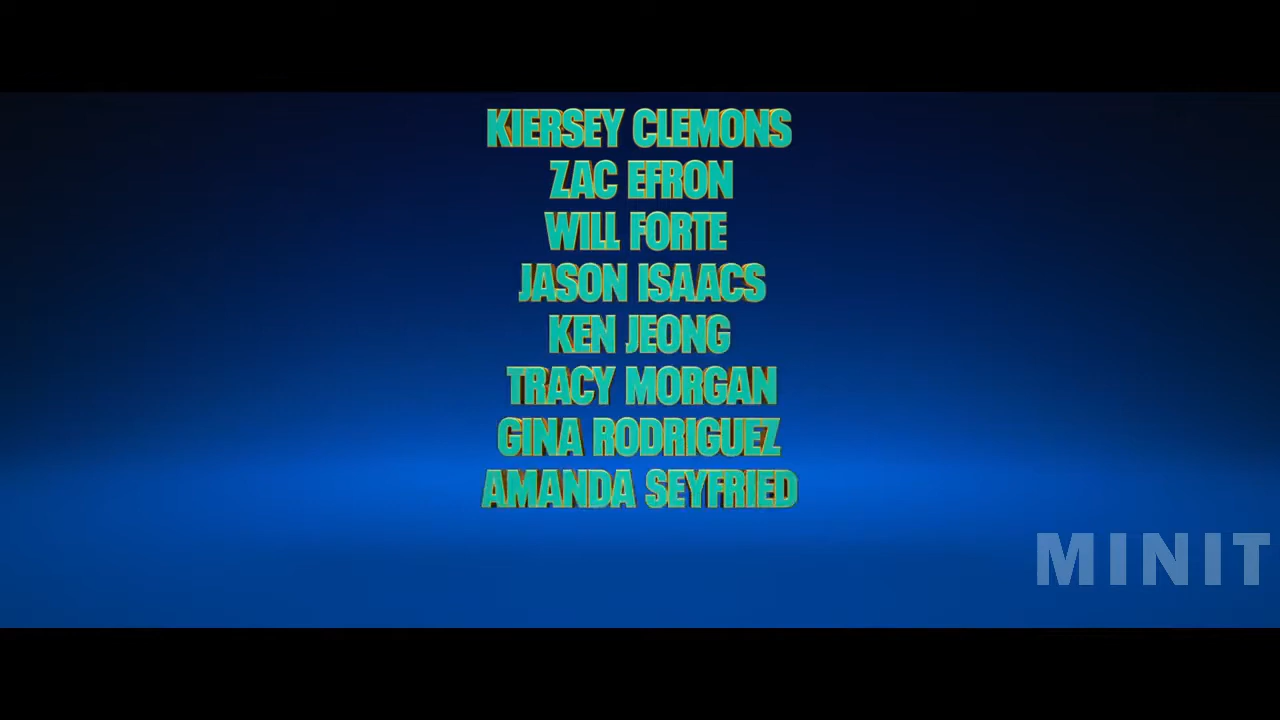 KIERSEY CLEMONS
ZAC EFRON
WILL FORTE
JASON ISAACS
KEN JEONG
TRACY MORGAN
GINA RODRIGUEZ
AMANDA SEYFRIED
MINIT